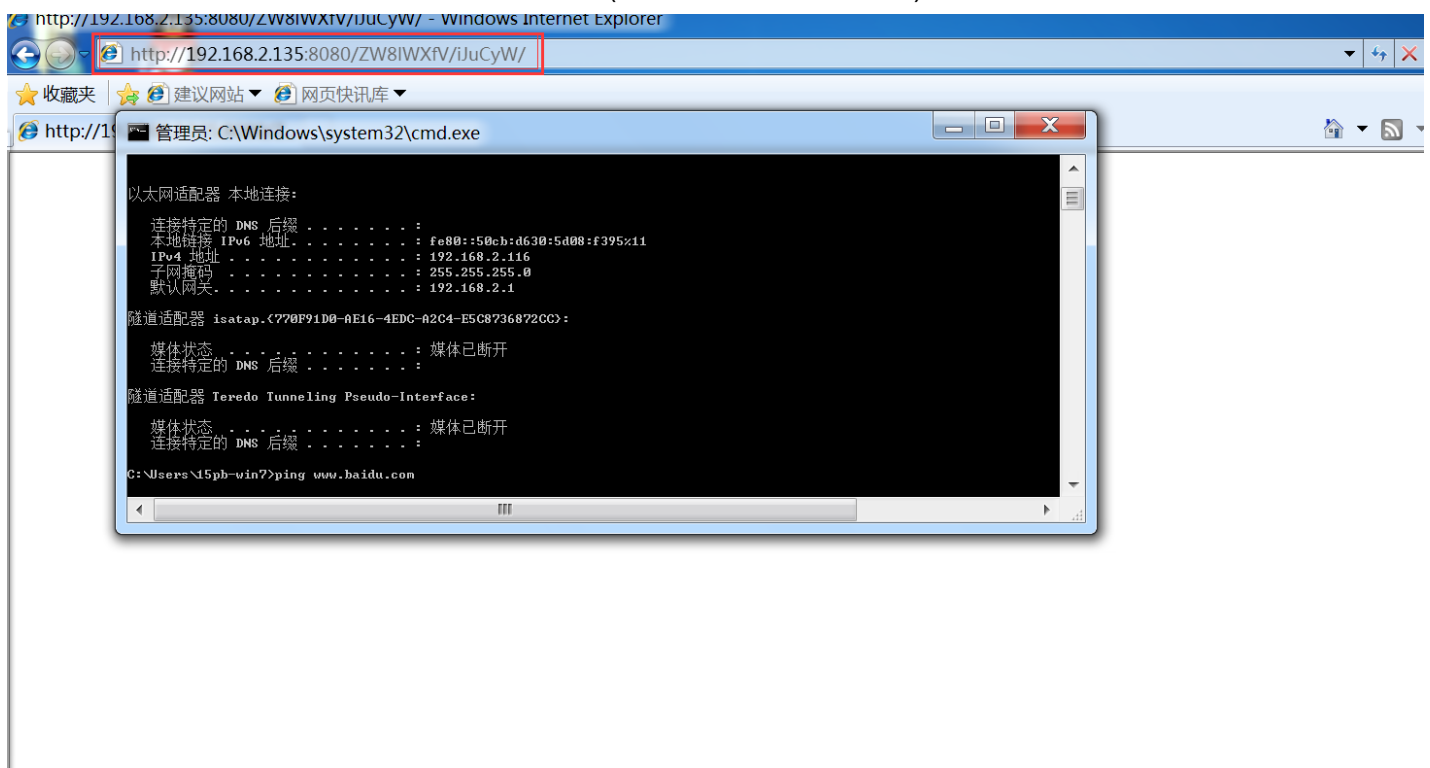 http://192.168.2.135:8080/ZW8IWXfV/iJuCyW/ - Windows Internet Explorer
http://192.168.2.135:8080/ZW8IWXfV/iJuCyW/
收藏夹 建议网站 网页快讯库
http://19
管理员: C:\Windows\system32\cmd.exe
以太网适配器 本地连接:
连接特定的 DNS 后缀 . . . . . . . :
本地链接 IPv6 地址. . . . . . . . : fe80::50cb:d630:5d08:f395%11
IPv4 地址 . . . . . . . . . . . . : 192.168.2.116
子网掩码 . . . . . . . . . . . . : 255.255.255.0
默认网关. . . . . . . . . . . . . : 192.168.2.1
隧道适配器 isatap.{770F91D0-AE16-4EDC-A2C4-E5C8736872CC}:
媒体状态 . . . . . . . . . . . . : 媒体已断开
连接特定的 DNS 后缀 . . . . . . . :
隧道适配器 Teredo Tunneling Pseudo-Interface:
媒体状态 . . . . . . . . . . . . : 媒体已断开
连接特定的 DNS 后缀 . . . . . . . :
C:\Users\15pb-win7>ping www.baidu.com